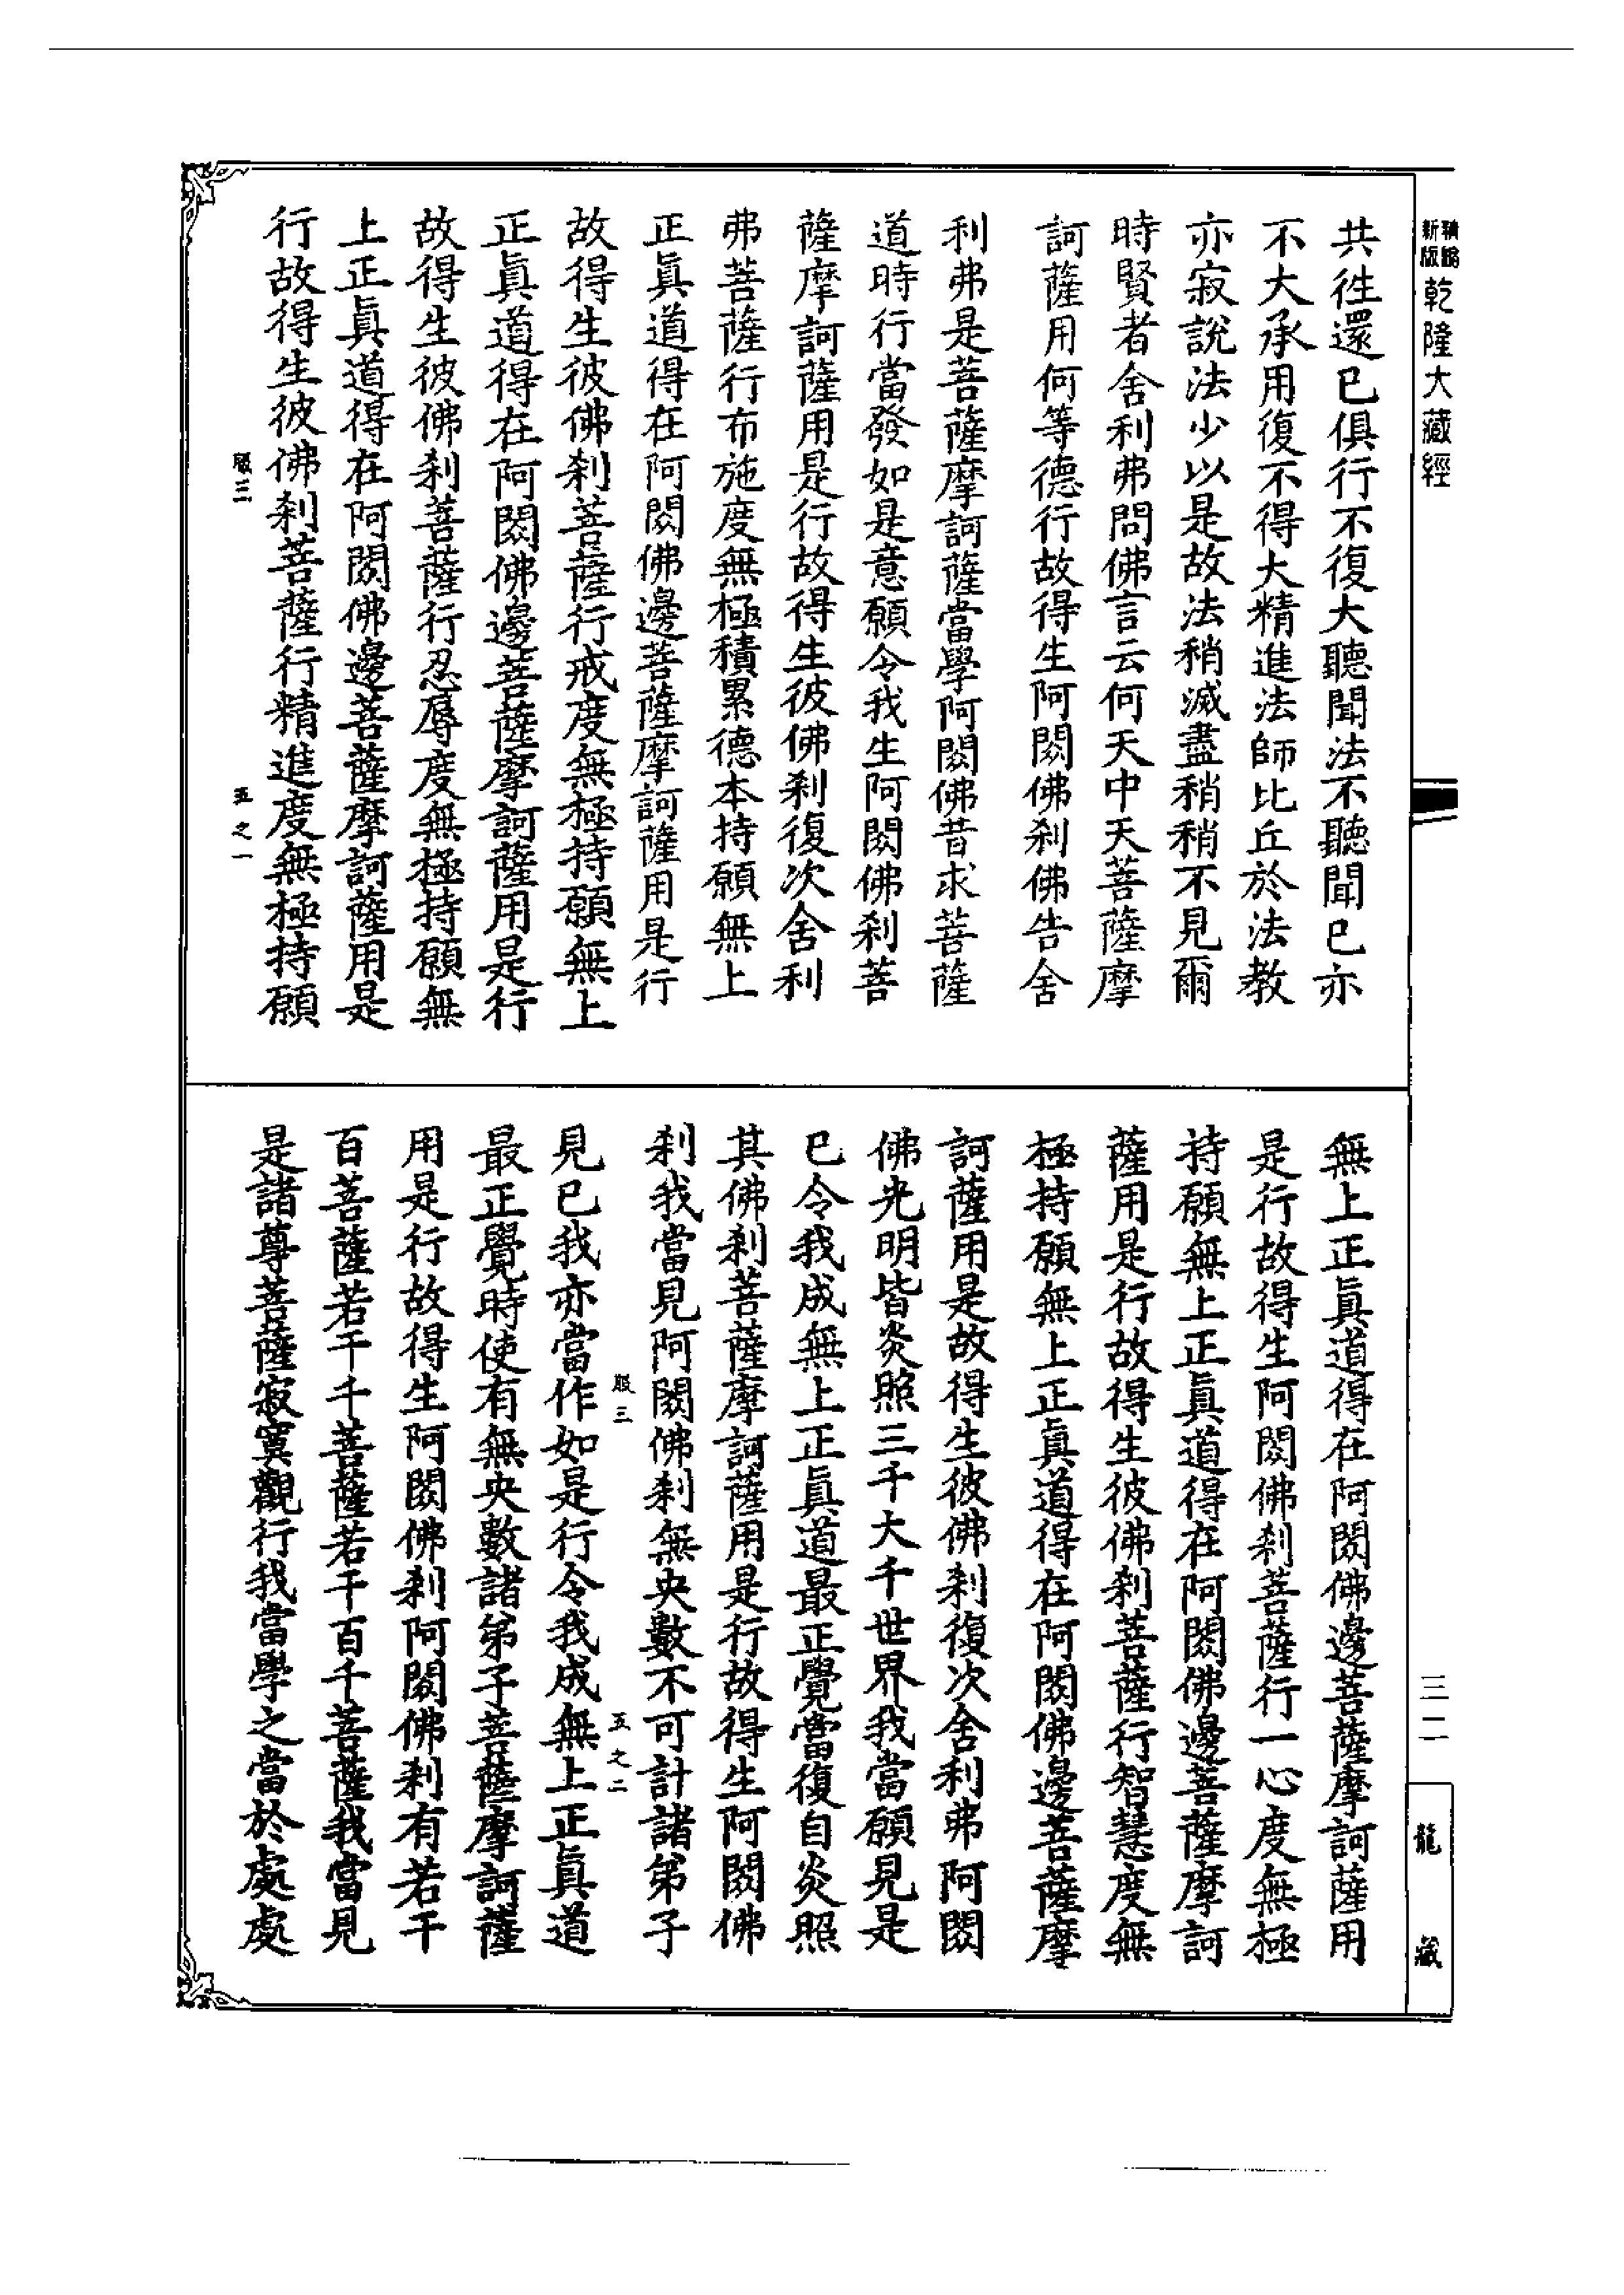 新版
乾隆大藏經
共往還已俱行不復大聽聞法不聽聞已亦
不大承用復不得大精進法師比丘於法教
亦寂說法少以是故法稍滅盡稍稍不見爾
時賢者舍利弗問佛言云何天中天菩薩摩
訶薩用何等德行故得生阿閦佛剎佛告舍
利弗是菩薩摩訶薩當學阿閦佛昔求菩薩
道時行當發如是意願令我生阿閦佛剎菩
薩摩訶薩用是行故得生彼佛剎復次舍利
弗菩薩行布施度無極積累德本持願無上
正眞道得在阿閦佛邊菩薩摩訶薩用是行
故得生彼佛剎菩薩行戒度無極持願無上
正眞道得在阿閦佛邊菩薩摩訶薩用是行
故得生彼佛剎菩薩行忍辱度無極持願無
上正眞道得在阿閦佛邊菩薩摩訶薩用是
行故得生彼佛剎菩薩行精進度無極持願
服三
五之一
無上正眞道得在阿閦佛邊菩薩摩訶薩用
是行故得生阿閦佛剎菩薩行一心度無極
持願無上正眞道得在阿閦佛邊菩薩摩訶
薩用是行故得生彼佛剎菩薩行智慧度無
極持願無上正眞道得在阿閦佛邊菩薩摩
訶薩用是故得生彼佛剎復次舍利弗阿閦
佛光明皆炎照三千大千世界我當願見是
已令我成無上正眞道最正覺當復自炎照
其佛剎菩薩摩訶薩用是行故得生阿閦佛
剎我當見阿閦佛剎無央數不可計諸弟子
服三
五之二
見已我亦當作如是行令我成無上正眞道
最正覺時使有無央數諸弟子菩薩摩訶薩
用是行故得生阿閦佛剎阿閦佛剎有若干
百菩薩若干千菩薩若干百千菩薩我當見
是諸尊菩薩寂寞觀行我當學之當於處處
三二
龍藏